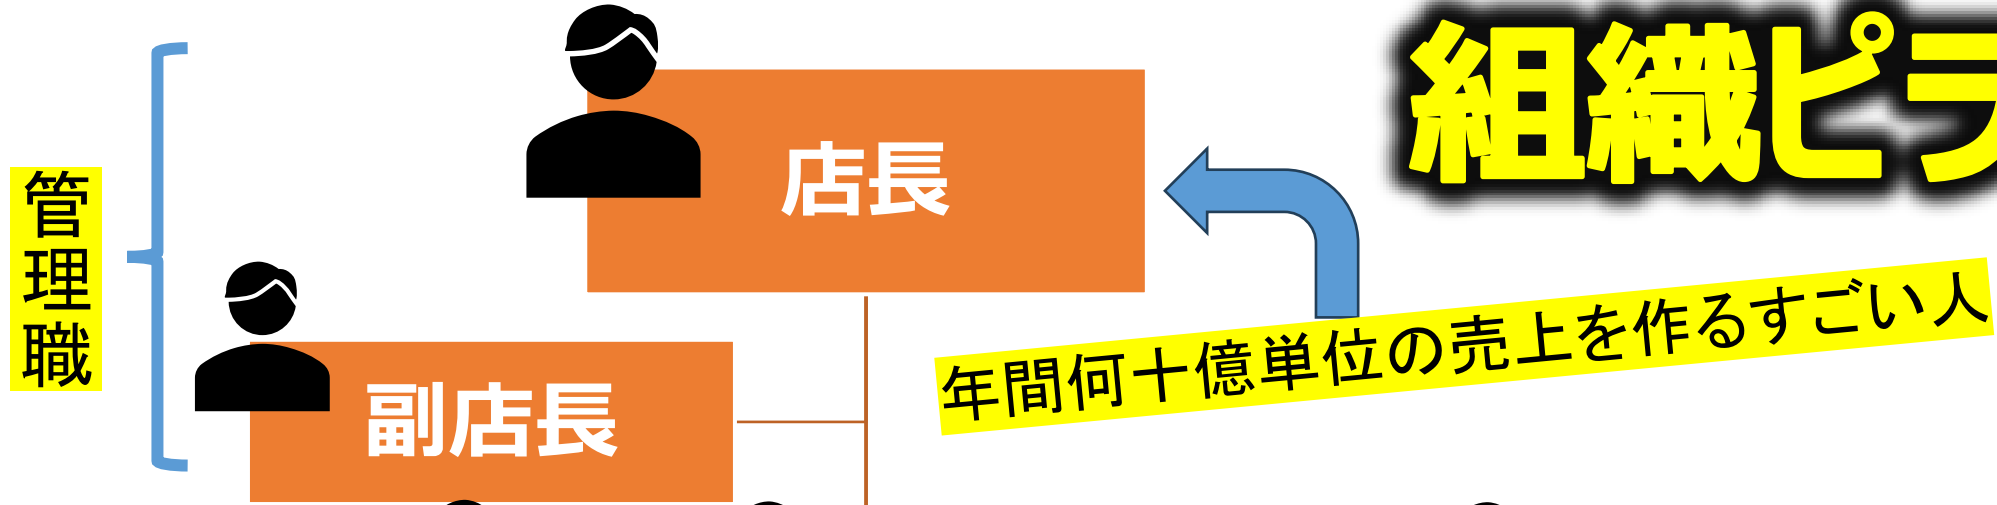 組織ピラ
店長
管理職
年間何十億単位の売上を作るすごい人
副店長